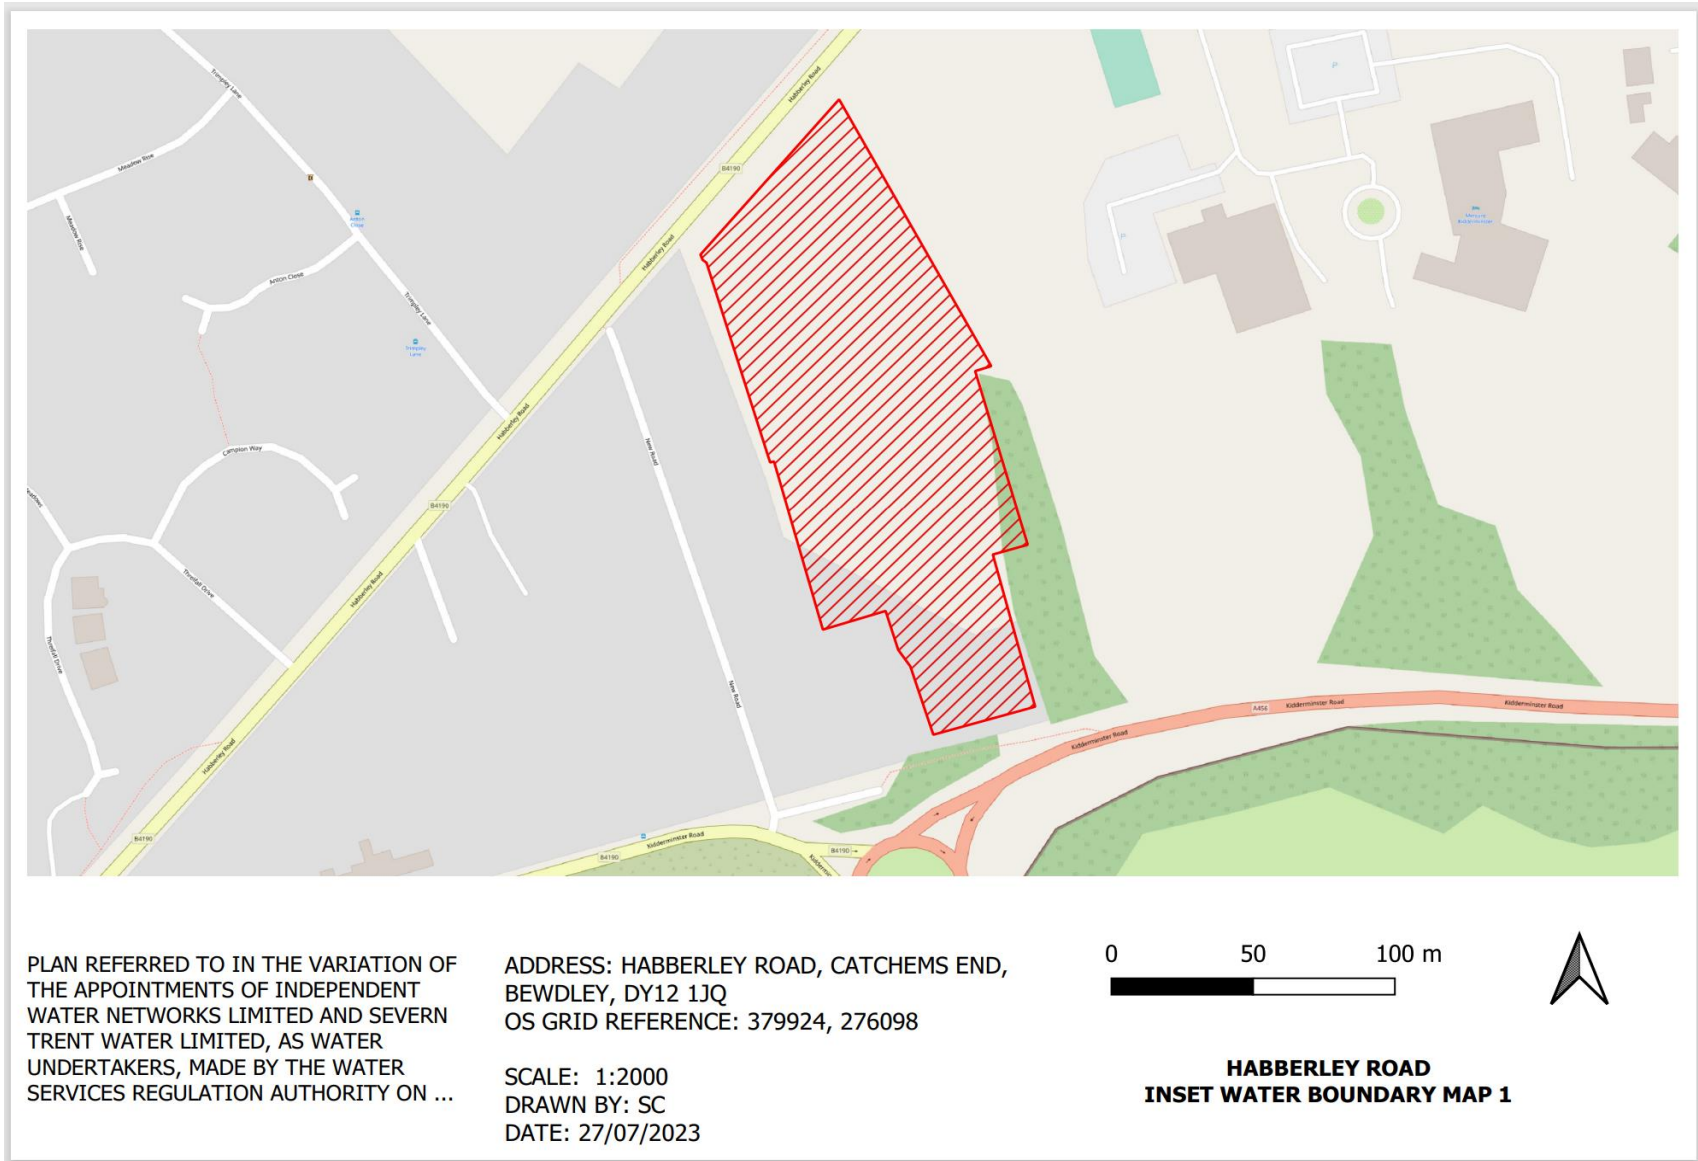 Habberley Road
Trimpley Lane
B4190
Meadow Rise
Meadow Rise
Anton
Close
Habberley Road
Anton Close
Trimpley Lane
Trimpley
Lane
Habberley Road
New Road
Campion Way
B4190
Threlfall Drive
Habberley Road
Threlfall Drive
New Road
A456
Kidderminster Road
Kidderminster Road
Kidderminster Road
Habberley Road
B4190
Kidderminster Road
B4190
B4190
PLAN REFERRED TO IN THE VARIATION OF
THE APPOINTMENTS OF INDEPENDENT
WATER NETWORKS LIMITED AND SEVERN
TRENT WATER LIMITED, AS WATER
UNDERTAKERS, MADE BY THE WATER
SERVICES REGULATION AUTHORITY ON ...
ADDRESS: HABBERLEY ROAD, CATCHEMS END,
BEWDLEY, DY12 1JQ
OS GRID REFERENCE: 379924, 276098
SCALE: 1:2000
DRAWN BY: SC
DATE: 27/07/2023
0 50 100 m
HABBERLEY ROAD
INSET WATER BOUNDARY MAP 1